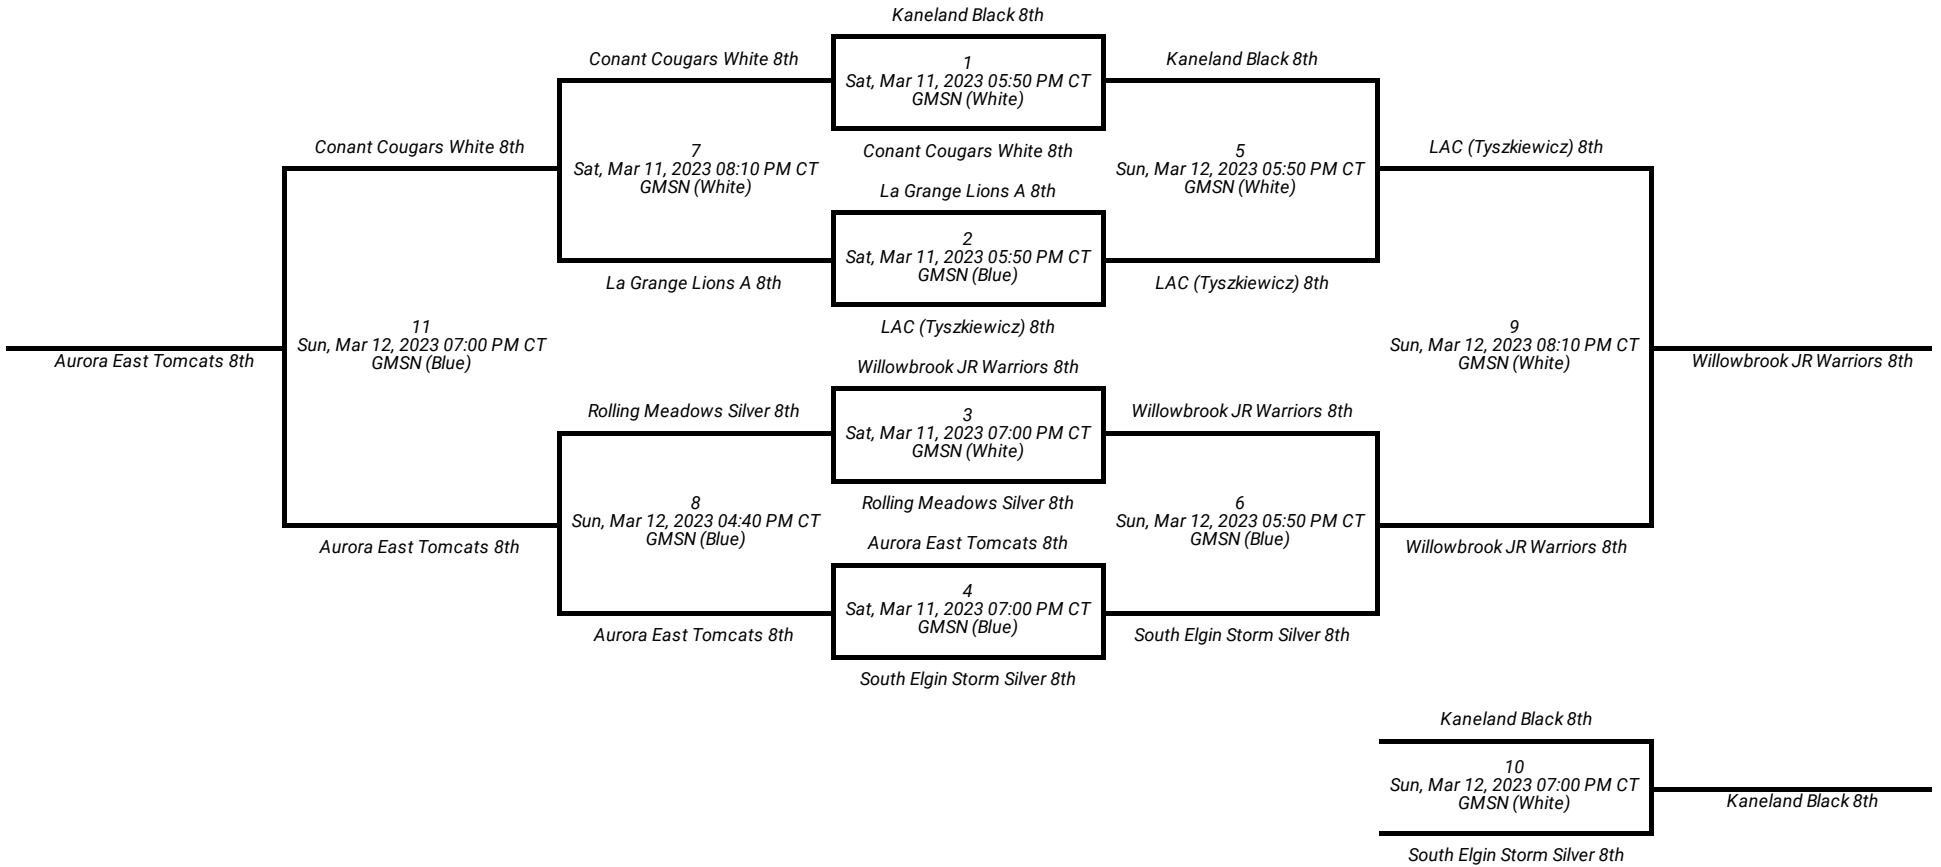 Kaneland Black 8th
Conant Cougars White 8th
1
Sat, Mar 11, 2023 05:50 PM CT
GMSN (White)
Kaneland Black 8th
Conant Cougars White 8th
7
Sat, Mar 11, 2023 08:10 PM CT
GMSN (White)
Conant Cougars White 8th
5
Sun, Mar 12, 2023 05:50 PM CT
GMSN (White)
LAC (Tyszkiewicz) 8th
La Grange Lions A 8th
2
Sat, Mar 11, 2023 05:50 PM CT
GMSN (Blue)
La Grange Lions A 8th
LAC (Tyszkiewicz) 8th
LAC (Tyszkiewicz) 8th
11
Sun, Mar 12, 2023 07:00 PM CT
GMSN (Blue)
Aurora East Tomcats 8th
9
Sun, Mar 12, 2023 08:10 PM CT
GMSN (White)
Willowbrook JR Warriors 8th
Willowbrook JR Warriors 8th
Rolling Meadows Silver 8th
3
Sat, Mar 11, 2023 07:00 PM CT
GMSN (White)
Willowbrook JR Warriors 8th
Rolling Meadows Silver 8th
8
Sun, Mar 12, 2023 04:40 PM CT
GMSN (Blue)
6
Sun, Mar 12, 2023 05:50 PM CT
GMSN (Blue)
Aurora East Tomcats 8th
Aurora East Tomcats 8th
Willowbrook JR Warriors 8th
4
Sat, Mar 11, 2023 07:00 PM CT
GMSN (Blue)
Aurora East Tomcats 8th
South Elgin Storm Silver 8th
South Elgin Storm Silver 8th
Kaneland Black 8th
10
Sun, Mar 12, 2023 07:00 PM CT
GMSN (White)
Kaneland Black 8th
South Elgin Storm Silver 8th